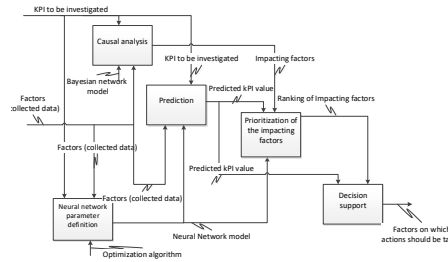 KPI to be investigated
Causal analysis
KPI to be investigated
Impacting factors
Bayesian network
model
Prediction
Predicted kPI value
Factors
collected data)
Ranking of Impacting factors
Prioritization of
the impacting
factors
Factors (collected data)
Predicted kPI value
Factors (collected data)
Decision
support
Neural network
parameter
definition
Neural Network model
Factors on which
actions should be ta
Optimization algorithm